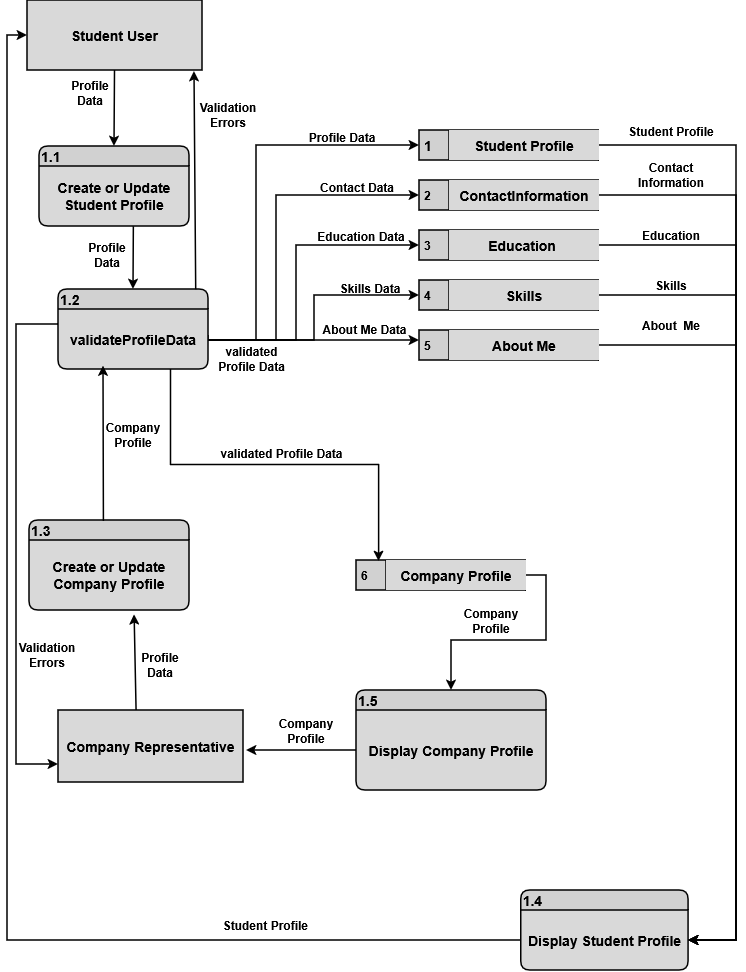 Student User
Profile
Data
Validation
Errors
1.1
Create or Update
Student Profile
Profile Data
1
Student Profile
Student Profile
Contact Data
2
ContactInformation
Contact
Information
Education Data
3
Education
Education
Profile
Data
Skills Data
4
Skills
Skills
1.2
validateProfileData
About Me Data
5
About Me
About  Me
validated
Profile Data
Company
Profile
validated Profile Data
1.3
Create or Update
Company Profile
6
Company Profile
Company
Profile
Validation
Errors
Profile
Data
1.5
Display Company Profile
Company
Profile
Company Representative
1.4
Display Student Profile
Student Profile